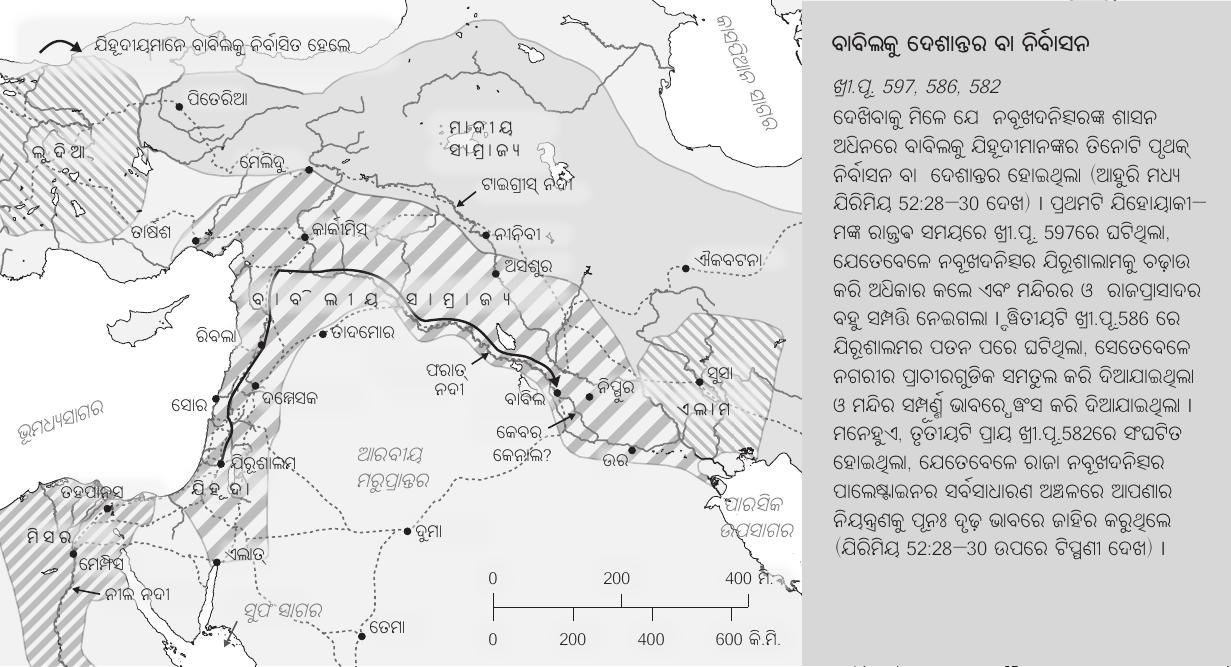 ଯିହୂଦୀୟମାନେ ବାବିଲକୁ ନିର୍ବାସିତ ହେଲେ
କାସପିଆନ ସାଗର
ପିତେରିଆ
ମାଦୀୟ
ସାମ୍ରାଜ୍ୟ
ଲୁଦିଆ
ମେଲିଦୁ
ଟାଇଗ୍ରୀସ୍ ନଦୀ
ତାର୍ଷଶ
କାର୍କୀମିସ୍
ନୀନିବୀ
ଅସଶୁର
ଐକବଟନା
ବାବିଲୀୟ ସାମ୍ରାଜ୍ୟ
ରିବଲା
ତାଦମୋର
ଫରାତ୍
ନଦୀ
ବାବିଲ
ନିପ୍ପୁର
ସୁସା
ଏଲାମ
ସୋର
ଦମ୍ମେସକ
କେବର
କେନାଲ?
ଉର
ଭୂମଧ୍ୟସାଗର
ଆରବୀୟ
ମରୁପ୍ରାନ୍ତର
ଯିରୂଶାଲମ
ଯିହୂଦା
ତହପାନ୍ସ
ପାରସିକ
ଉପସାଗର
ମିସର
ମେମ୍ଫିସ
ଦୁମା
ଏଲାତ୍
ନୀଳ ନଦୀ
ସୁଫ ସାଗର
ତେମା
0 200 400 ମି.
0 200 400 600 କି.ମି.
ବାବିଲକୁ ଦେଶାନ୍ତର ବା ନିର୍ବାସନ
ଖ୍ରୀ.ପୂ. 597, 586, 582
ଦେଖିବାକୁ ମିଳେ ଯେ ନବୂଖଦନିତ୍ସରଙ୍କ ଶାସନ
ଅଧିନରେ ବାବିଲକୁ ଯିହୂଦୀମାନଙ୍କର ତିନୋଟି ପୃଥକ୍
ନିର୍ବାସନ ବା ଦେଶାନ୍ତର ହୋଇଥିଲା (ଆହୁରି ମଧ୍ୟ
ଯିରିମିୟ 52:28—30 ଦେଖ) । ପ୍ରଥମଟି ଯିହୋୟାକୀ—
ମଙ୍କ ରାଜତ୍ଵ ସମୟରେ ଖ୍ରୀ.ପୂ. 597ରେ ଘଟିଥିଲା,
ଯେତେବେଳେ ନବୂଖଦନିତ୍ସର ଯିରୂଶାଲାମକୁ ଚଢ଼ାଉ
କରି ଅଧିକାର କଲେ ଏବଂ ମନ୍ଦିରର ଓ ରାଜପ୍ରାସାଦର
ବହୁ ସମ୍ପତ୍ତି ନେଇଗଲା । ଦ୍ୱିତୀୟଟି ଖ୍ରୀ.ପୂ.586 ରେ
ଯିରୂଶାଲମର ପତନ ପରେ ଘଟିଥିଲା, ସେତେବେଳେ
ନଗରୀର ପ୍ରାଚୀରଗୁଡିକ ସମତୁଲ କରି ଦିଆଯାଇଥିଲା
ଓ ମନ୍ଦିର ସମ୍ପୂର୍ଣ୍ଣ ଭାବରେ ଧ୍ୱଂସ କରି ଦିଆଯାଇଥିଲା ।
ମନେହୁଏ, ତୃତୀୟଟି ପ୍ରାୟ ଖ୍ରୀ.ପୂ.582ରେ ସଂଘଟିତ
ହୋଇଥିଲା, ଯେତେବେଳେ ରାଜା ନବୂଖଦନିତ୍ସର
ପାଲେଷ୍ଟାଇନର ସର୍ବସାଧାରଣ ଅଞ୍ଚଳରେ ଆପଣାର
ନିୟନ୍ତ୍ରଣକୁ ପୂନଃ ଦୃଢ଼ ଭାବରେ ଜାହିର କରୁଥିଲେ
(ଯିରିମିୟ 52:28—30 ଉପରେ ଟିପ୍ପଣୀ ଦେଖ) ।